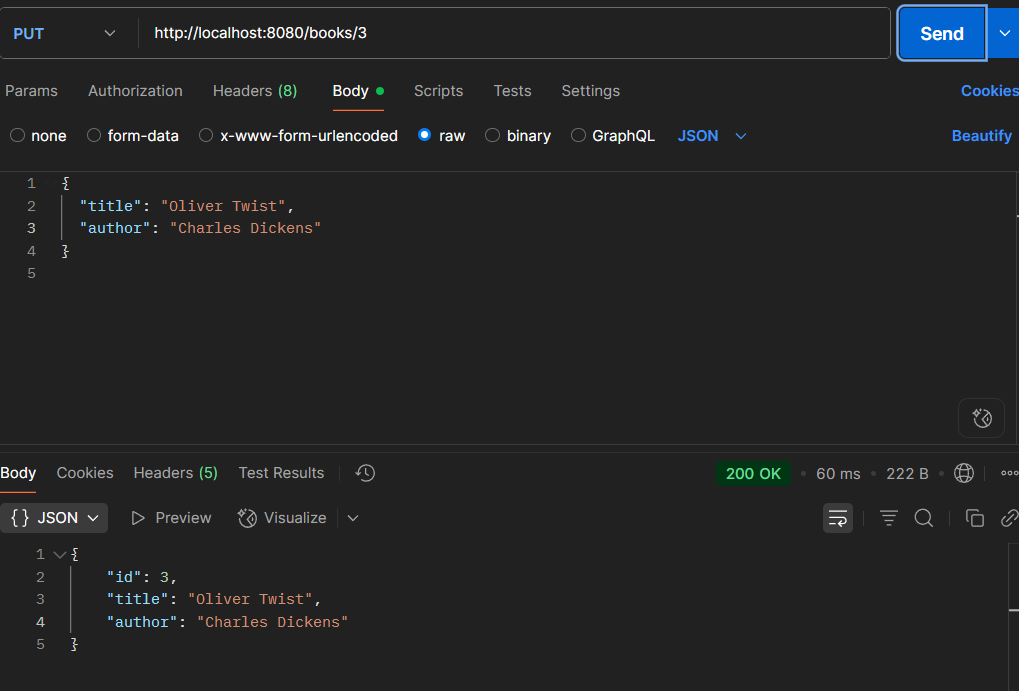 PUT http://localhost:8080/books/3 Send
Params Authorization Headers (8) Body Scripts Tests Settings Cookies
none form-data x-www-form-urlencoded raw binary GraphQL JSON Beautify
1 {
2 "title": "Oliver Twist",
3 "author": "Charles Dickens"
4 }
5
Body Cookies Headers (5) Test Results 200 OK • 60 ms • 222 B •
{} JSON Preview Visualize
1 {
2 "id": 3,
3 "title": "Oliver Twist",
4 "author": "Charles Dickens"
5 }